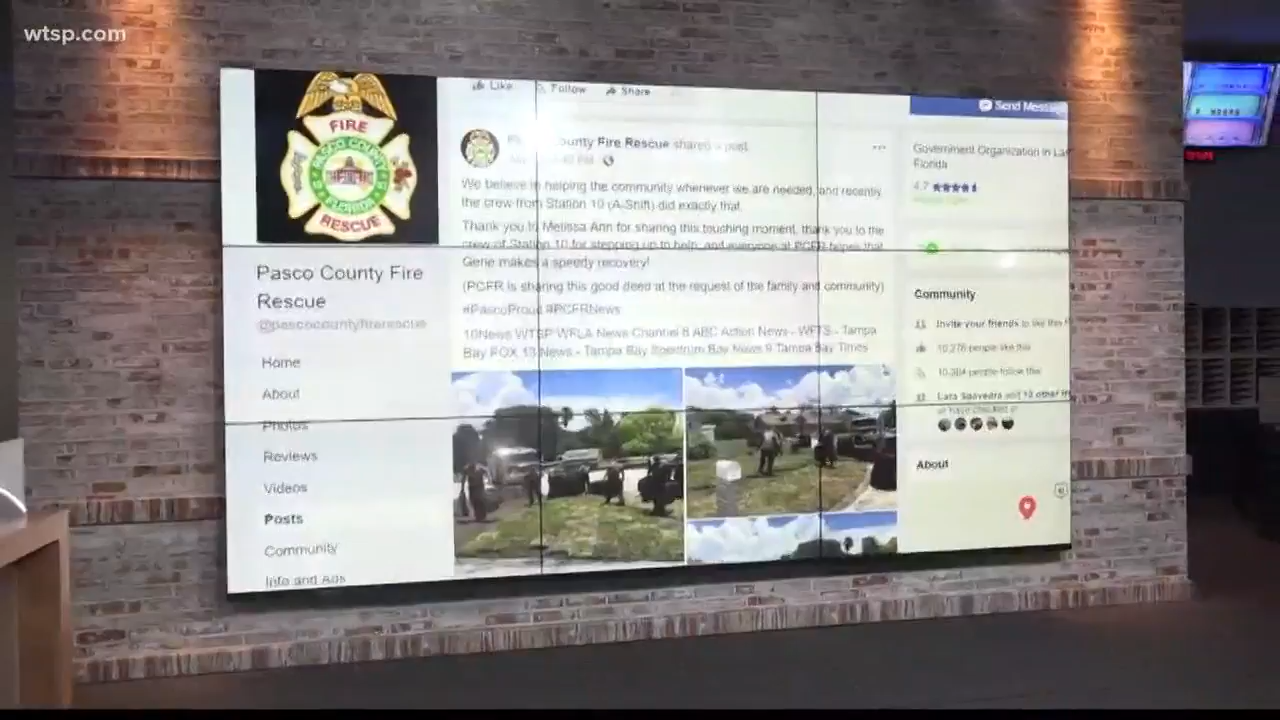 wtsp.com
FIRE
PASCO COUNTY
FLORIDA
RESCUE
Like Follow Share
Send Message
County Fire Rescue shared a post.
We believe in helping the community whenever we are needed, and recently
the crew from Station 10 (A-Shift) did exactly that.
Thank you to Melissa Ann for sharing this touching moment, thank you to the
crew of Station 10 for stepping up to help, and everyone at PCFR hopes that
Gene makes a speedy recovery!
(PCFR is sharing this good deed at the request of the family and community)
#PascoProud #PCFRNews
10News WTSP WFLA News Channel 8 ABC Action News - WFTS - Tampa
Bay FOX 13 News - Tampa Bay Spectrum Bay News 9 Tampa Bay Times
Pasco County Fire
Rescue
@pascocountyfirerescue
Home
About
Photos
Reviews
Videos
Posts
Community
Info and Ads
Government Organization in
Florida
4.7
Community
Invite your friends to like this
people like this
people follow this
About